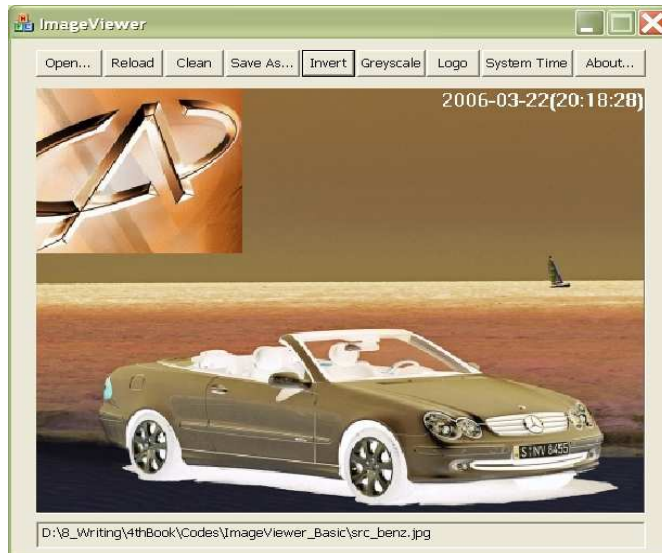 ImageViewer
Open... Reload Clean Save As... Invert Greyscale Logo System Time About...
2006-03-22(20:18:28)
S:NV 8455
D:\8_Writing\4thBook\Codes\ImageViewer_Basic\src_benz.jpg